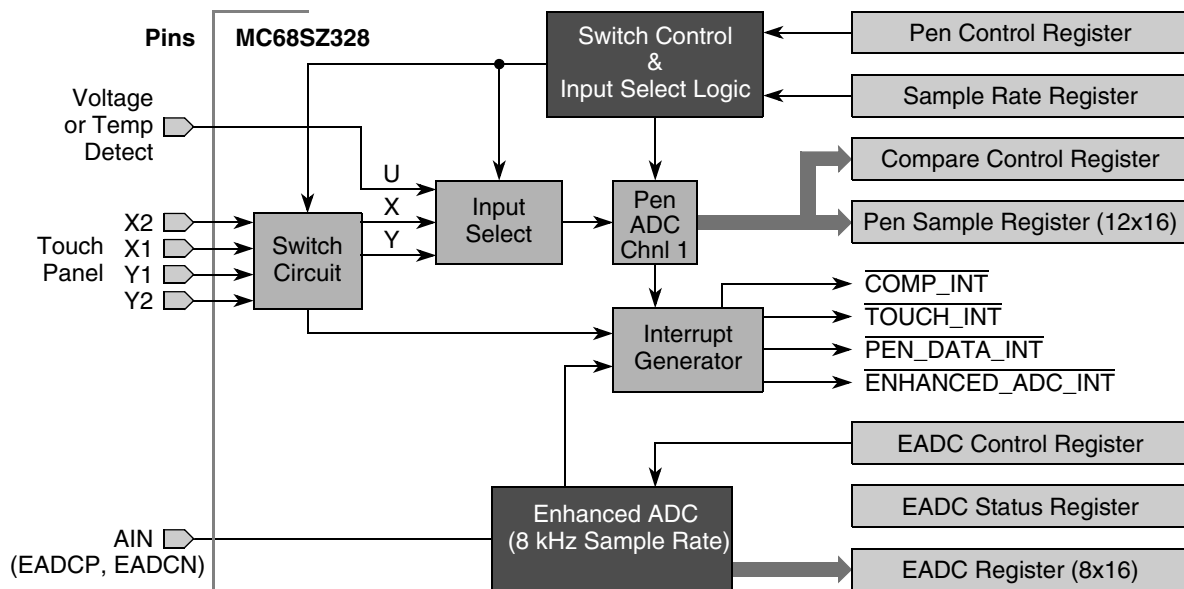 Pins
MC68SZ328
Voltage
or Temp
Detect
X2
X1
Y1
Y2
Touch
Panel
AIN
(EADCP, EADCN)
Switch
Circuit
U
X
Y
Input
Select
Switch Control
&
Input Select Logic
Pen
ADC
Chnl 1
Interrupt
Generator
Enhanced ADC
(8 kHz Sample Rate)
Pen Control Register
Sample Rate Register
Compare Control Register
Pen Sample Register (12x16)
COMP_INT
TOUCH_INT
PEN_DATA_INT
ENHANCED_ADC_INT
EADC Control Register
EADC Status Register
EADC Register (8x16)